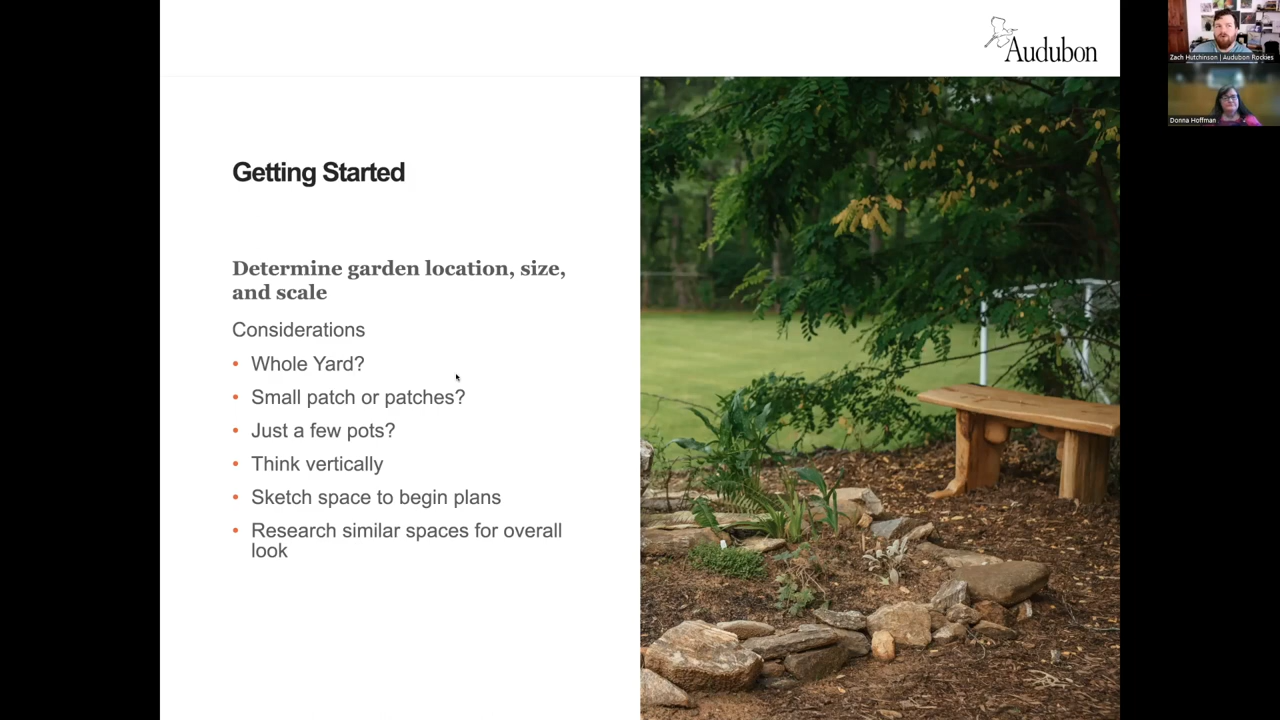 Audubon
Zach Hutchinson | Audubon Rockies
Donna Hoffman
Getting Started
Determine garden location, size,
and scale
Considerations
• Whole Yard?
• Small patch or patches?
• Just a few pots?
• Think vertically
• Sketch space to begin plans
• Research similar spaces for overall
look